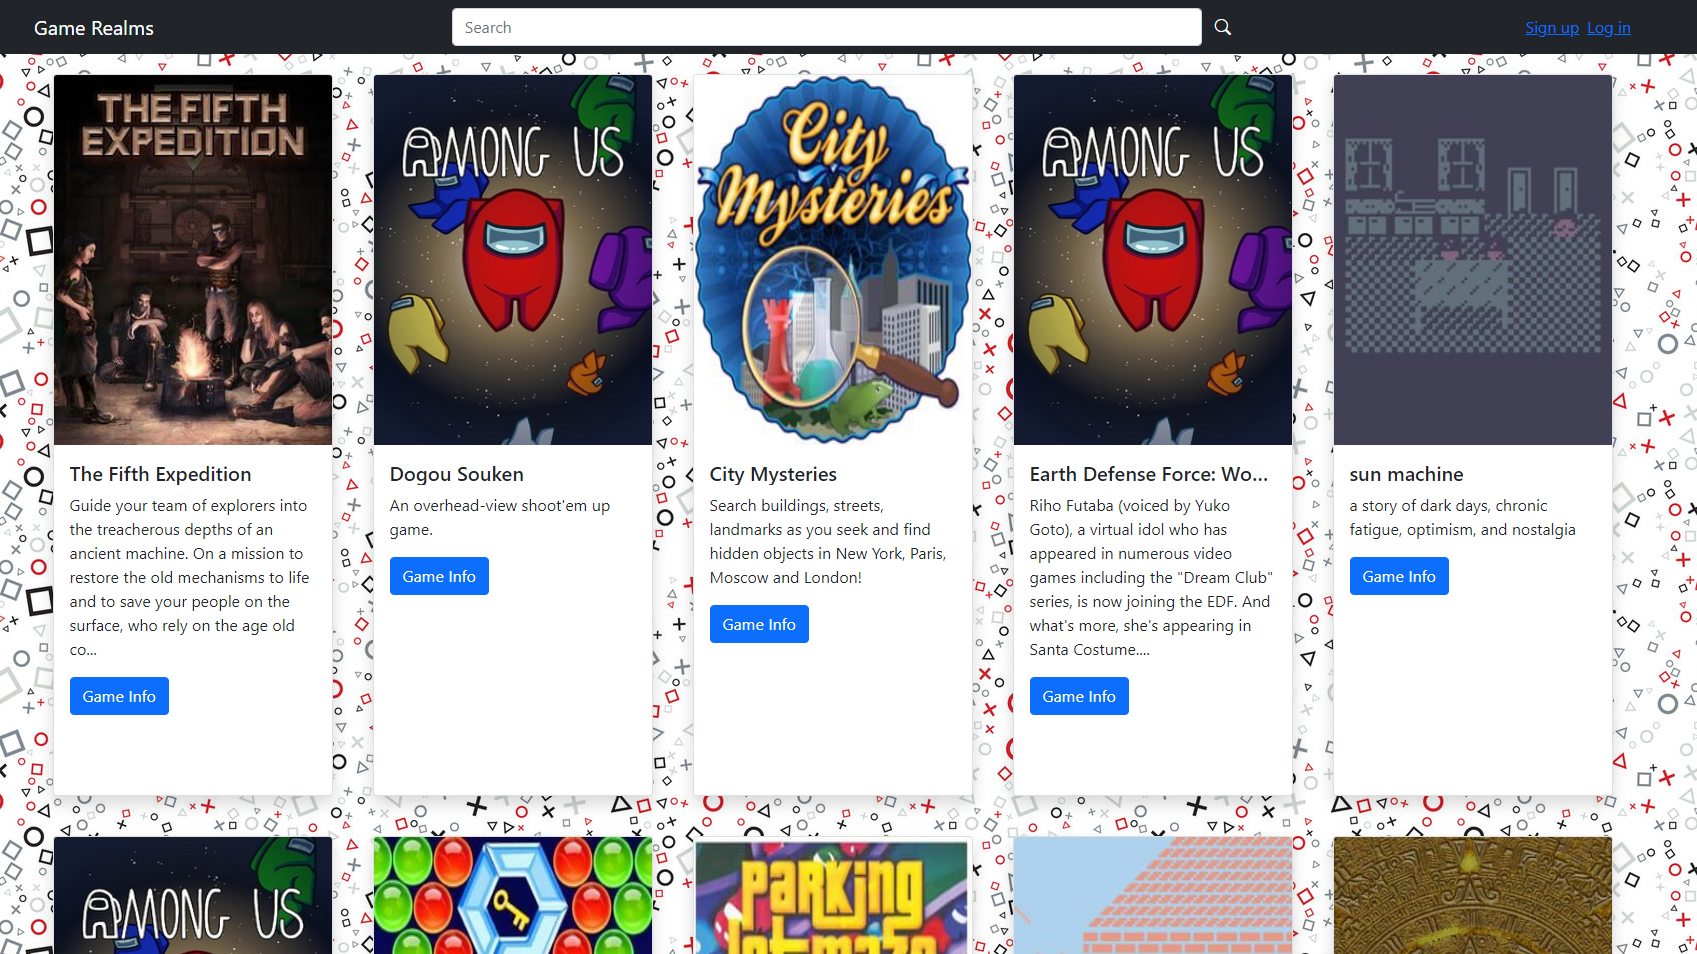 Game Realms
Search
Sign up Log in
THE FIFTH
EXPEDITION
AMONG US
City
Mysteries
AMONG US
The Fifth Expedition
Guide your team of explorers into
the treacherous depths of an
ancient machine. On a mission to
restore the old mechanisms to life
and to save your people on the
surface, who rely on the age old
co...
Game Info
Dogou Souken
An overhead-view shoot'em up
game.
Game Info
City Mysteries
Search buildings, streets,
landmarks as you seek and find
hidden objects in New York, Paris,
Moscow and London!
Game Info
Earth Defense Force: Wo...
Riho Futaba (voiced by Yuko
Goto), a virtual idol who has
appeared in numerous video
games including the "Dream Club"
series, is now joining the EDF. And
what's more, she's appearing in
Santa Costume....
Game Info
sun machine
a story of dark days, chronic
fatigue, optimism, and nostalgia
Game Info
AMONG US
parking